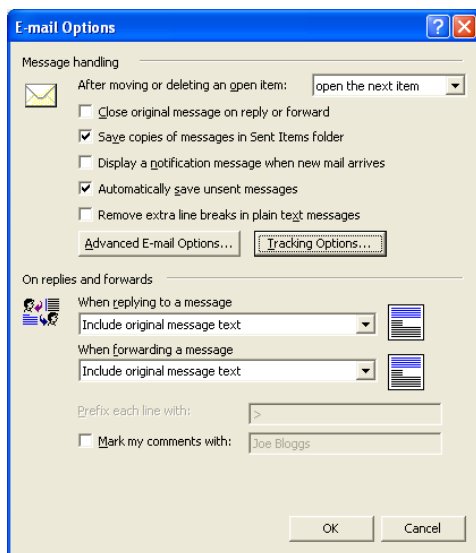 E-mail Options
Message handling
After moving or deleting an open item: open the next item
Close original message on reply or forward
Save copies of messages in Sent Items folder
Display a notification message when new mail arrives
Automatically save unsent messages
Remove extra line breaks in plain text messages
Advanced E-mail Options... Tracking Options...
On replies and forwards
When replying to a message
Include original message text
When forwarding a message
Include original message text
Prefix each line with: >
Mark my comments with: Joe Bloggs
OK Cancel